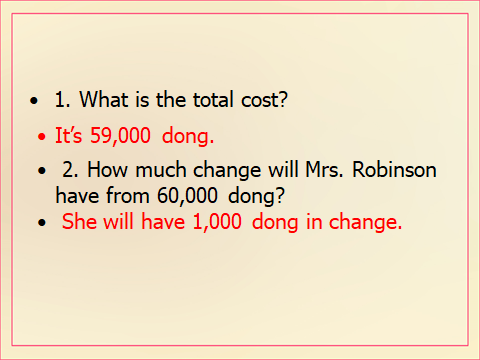 • 1. What is the total cost?
• It's 59,000 dong.
• 2. How much change will Mrs. Robinson
have from 60,000 dong?
• She will have 1,000 dong in change.